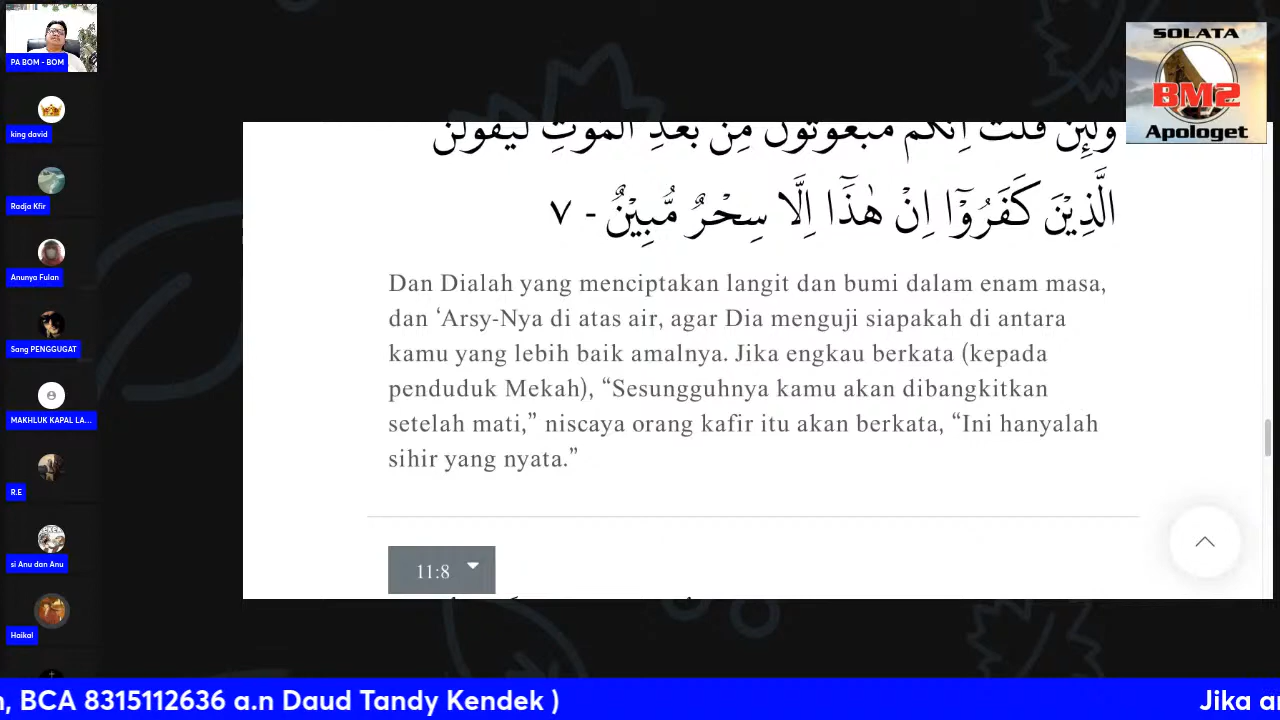 PA BOM - BOM
king david
Radja Kfir
Anunya Fulan
Sang PENGGUGAT
MAKHLUK KAPAL LA...
R.E
si Anu dan Anu
Haikal
SOLATA
BM2
Apologet
وَلَىِٕنْ قُلْتَ اِنَّكُمْ مَّبْعُوْثُوْنَ مِنْۢ بَعْدِ الْمَوْتِ لَيَقُوْلَنَّ
الَّذِيْنَ كَفَرُوْٓا اِنْ هٰذَٓا اِلَّا سِحْرٌ مُّبِيْنٌ - ٧
Dan Dialah yang menciptakan langit dan bumi dalam enam masa,
dan ‘Arsy-Nya di atas air, agar Dia menguji siapakah di antara
kamu yang lebih baik amalnya. Jika engkau berkata (kepada
penduduk Mekah), “Sesungguhnya kamu akan dibangkitkan
setelah mati,” niscaya orang kafir itu akan berkata, “Ini hanyalah
sihir yang nyata.”
11:8
, BCA 8315112636 a.n Daud Tandy Kendek )
Jika